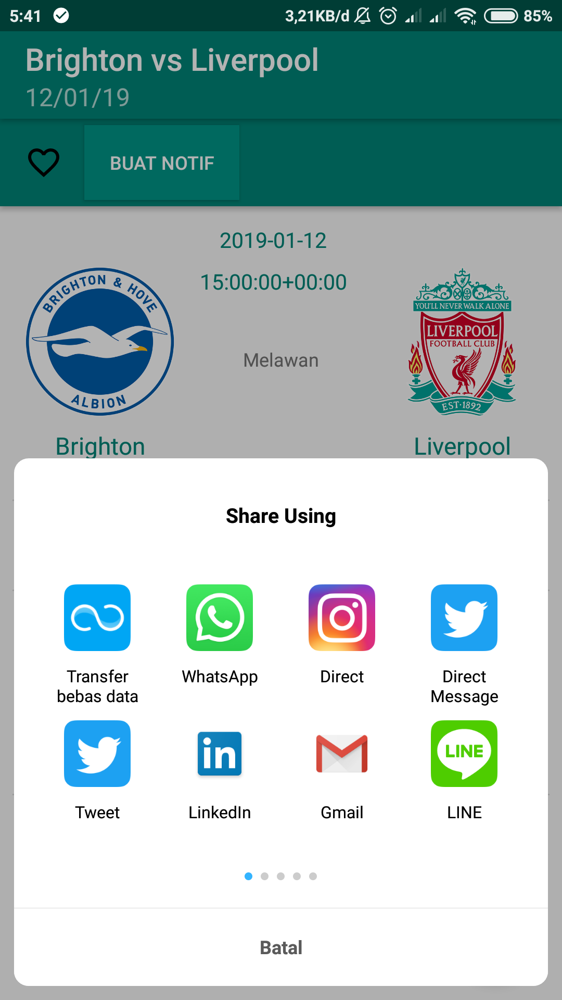 5:41 3,21KB/d 85%
Brighton vs Liverpool
12/01/19
BUAT NOTIF
2019-01-12
15:00:00+00:00
BRIGHTON & HOVE
ALBION
Melawan
YOU'LL NEVER WALK ALONE
LIVERPOOL
FOOTBALL CLUB
EST·1892
Brighton Liverpool
Share Using
Transfer
bebas data
WhatsApp
Direct
Direct
Message
in
LINE
Tweet
LinkedIn
Gmail
LINE
Batal